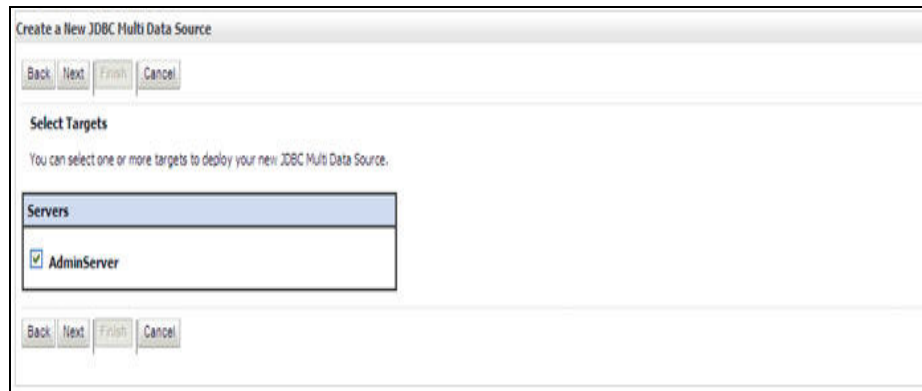 Create a New JDBC Multi Data Source
Back Next Finish Cancel
Select Targets
You can select one or more targets to deploy your new JDBC Multi Data Source.
Servers
AdminServer
Back Next Finish Cancel